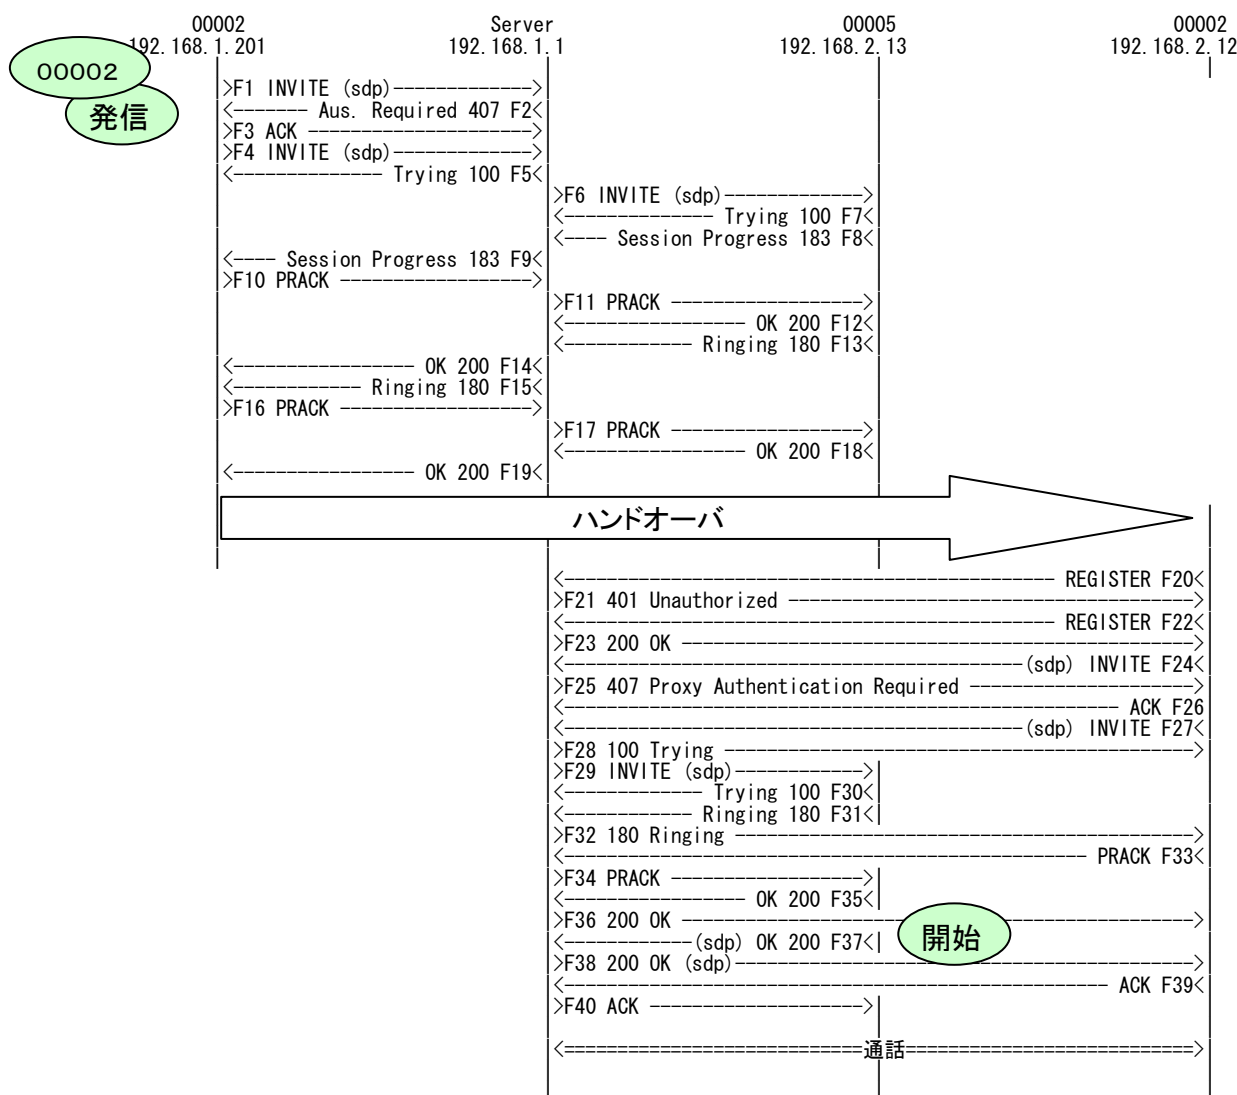 00002 Server 00005 00002
192.168.1.201 192.168.1.1 192.168.2.13 192.168.2.12
00002
発信
>F1 INVITE (sdp)-------------->
<------- Aus. Required 407 F2<
>F3 ACK --------------------->
>F4 INVITE (sdp)-------------->
<-------------- Trying 100 F5<
>F6 INVITE (sdp)-------------->
<-------------- Trying 100 F7<
<---- Session Progress 183 F8<
<---- Session Progress 183 F9<
>F10 PRACK ------------------>
>F11 PRACK ------------------>
<----------------- OK 200 F12<
<------------ Ringing 180 F13<
<----------------- OK 200 F14<
<------------ Ringing 180 F15<
>F16 PRACK ------------------>
>F17 PRACK ------------------>
<----------------- OK 200 F18<
<----------------- OK 200 F19<
ハンドオーバ
<---------------------------------------------- REGISTER F20<
>F21 401 Unauthorized -------------------------------------->
<---------------------------------------------- REGISTER F22<
>F23 200 OK ------------------------------------------------>
<-------------------------------------------(sdp) INVITE F24<
>F25 407 Proxy Authentication Required --------------------->
<---------------------------------------------------- ACK F26
<-------------------------------------------(sdp) INVITE F27<
>F28 100 Trying -------------------------------------------->
>F29 INVITE (sdp)------------->
<------------- Trying 100 F30<|
<------------ Ringing 180 F31<|
>F32 180 Ringing ------------------------------------------->
<------------------------------------------------- PRACK F33<
>F34 PRACK ------------------>
<----------------- OK 200 F35<
>F36 200 OK ------------------------------------------------>
開始
<------------(sdp) OK 200 F37<|
>F38 200 OK (sdp)-------------------------------------------->
<--------------------------------------------------- ACK F39<
>F40 ACK -------------------->
<============================通話===========================>